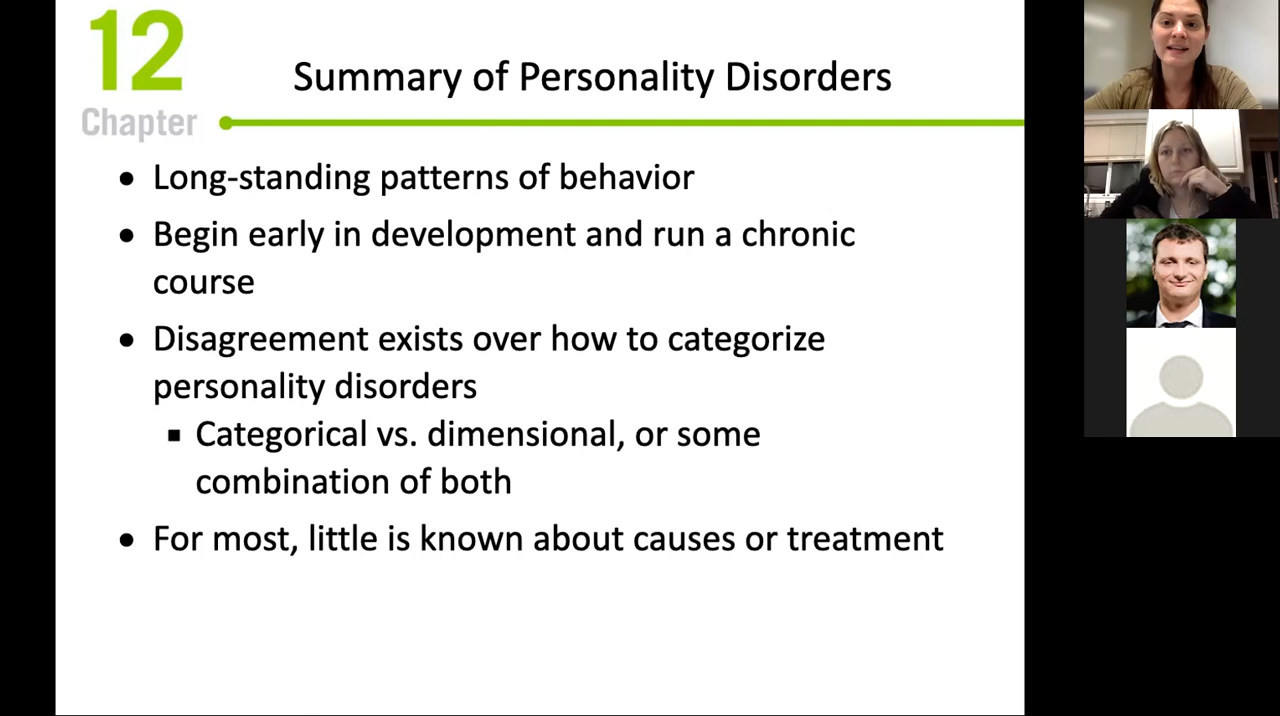 12
Chapter
Summary of Personality Disorders
• Long-standing patterns of behavior
• Begin early in development and run a chronic
course
• Disagreement exists over how to categorize
personality disorders
▪ Categorical vs. dimensional, or some
combination of both
• For most, little is known about causes or treatment